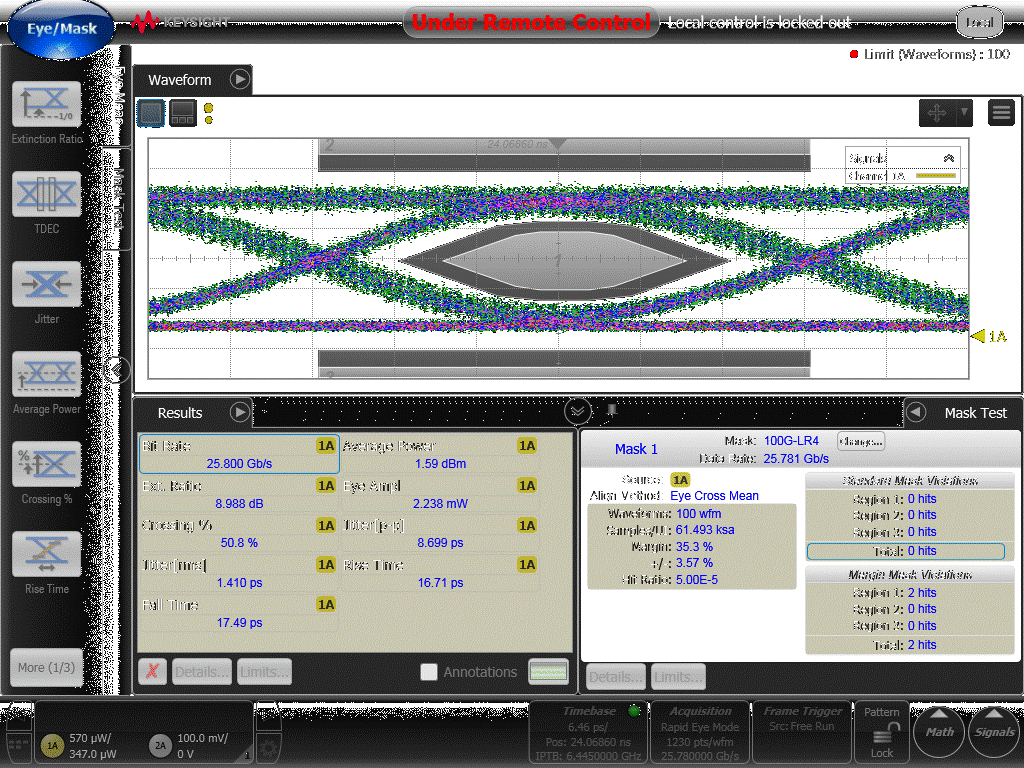 Eye/Mask
KEYSIGHT
Under Remote Control
Local control is locked out
Local
Limit (Waveforms) : 100
Waveform
Eye Meas
Mask Test
Extinction Ratio
TDEC
Jitter
Average Power
Crossing %
Rise Time
More (1/3)
2
24.06860 ns
Signals
Channel 1A
1
1A
3
Results
Mask Test
Bit Rate 1A
25.800 Gb/s
Average Power 1A
1.59 dBm
Ext. Ratio 1A
8.988 dB
Eye Ampl 1A
2.238 mW
Crossing % 1A
50.8 %
Jitter[p-p] 1A
8.699 ps
Jitter[rms] 1A
1.410 ps
Rise Time 1A
16.71 ps
Fall Time 1A
17.49 ps
X
Details...
Limits...
Annotations
Mask 1
Mask: 100G-LR4
Change...
Data Rate: 25.781 Gb/s
Source: 1A
Align Method: Eye Cross Mean
Waveforms: 100 wfm
Samples/UI: 61.493 ksa
Margin: 35.3 %
+/-: 3.57 %
Hit Ratio: 5.00E-5
Standard Mask Violations
Region 1: 0 hits
Region 2: 0 hits
Region 3: 0 hits
Total: 0 hits
Margin Mask Violations
Region 1: 2 hits
Region 2: 0 hits
Region 3: 0 hits
Total: 2 hits
Details...
Limits...
1A
570 µW/
347.0 µW
2A
100.0 mV/
0 V
1
Timebase
6.46 ps/
Pos: 24.06860 ns
IPTB: 6.4450000 GHz
Acquisition
Rapid Eye Mode
1230 pts/wfm
25.780000 Gb/s
Frame Trigger
Src: Free Run
Pattern
Lock
Math
Signals